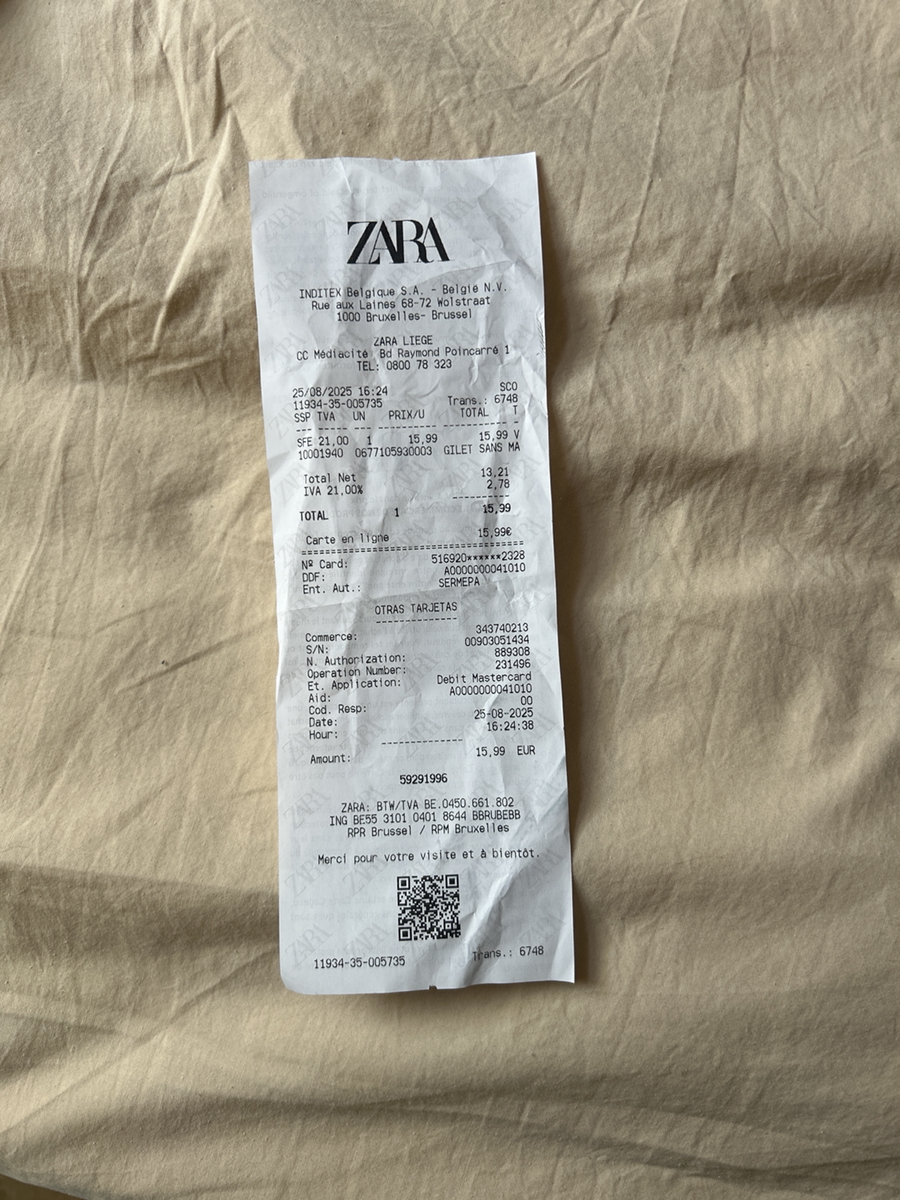 ZARA
INDITEX Belgique S.A. - België N.V.
Rue aux Laines 68-72 Wolstraat
1000 Bruxelles- Brussel
ZARA LIEGE
CC Médiacité Bd Raymond Poincarré 1
TEL: 0800 78 323
25/08/2025 16:24 SCO
11934-35-005735 Trans.: 6748
SSP TVA UN PRIX/U TOTAL T
--- ----- --- -------- ---------- -
SFE 21,00 1 15,99 15,99 V
10001940 0677105930003 GILET SANS MA
Total Net 13,21
IVA 21,00% 2,78
----------
TOTAL 1 15,99
Carte en ligne 15,99€
========================================
Nº Card: 516920******2328
DDF: A0000000041010
Ent. Aut.: SERMEPA
OTRAS TARJETAS
--------------
Commerce: 343740213
S/N: 00903051434
N. Authorization: 889308
Operation Number: 231496
Et. Application: Debit Mastercard
Aid: A0000000041010
Cod. Resp: 00
Date: 25-08-2025
Hour: 16:24:38
--------------
Amount: 15,99 EUR
59291996
ZARA: BTW/TVA BE.0450.661.802
ING BE55 3101 0401 8644 BBRUBEBB
RPR Brussel / RPM Bruxelles
Merci pour votre visite et à bientôt.
11934-35-005735 Trans.: 6748